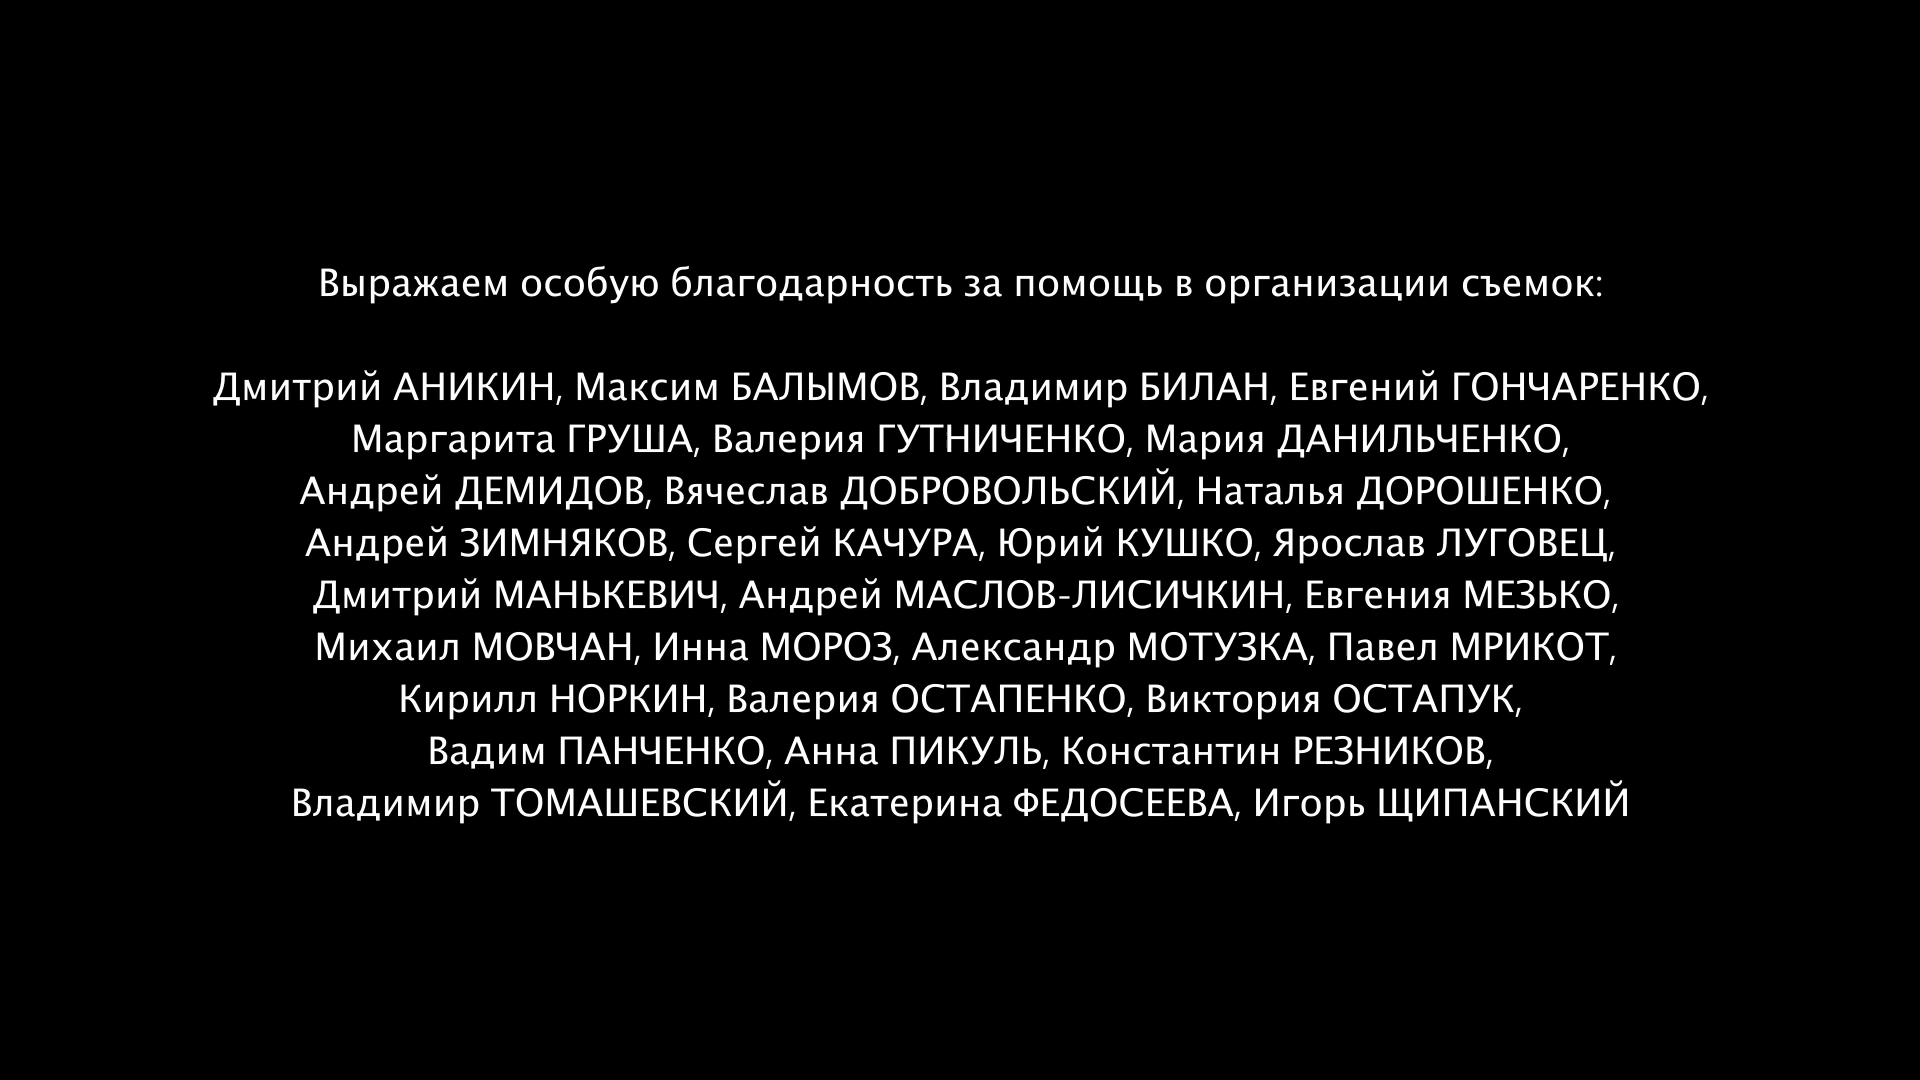 Выражаем особую благодарность за помощь в организации съемок:
Дмитрий АНИКИН, Максим БАЛЫМОВ, Владимир БИЛАН, Евгений ГОНЧАРЕНКО,
Маргарита ГРУША, Валерия ГУТНИЧЕНКО, Мария ДАНИЛЬЧЕНКО,
Андрей ДЕМИДОВ, Вячеслав ДОБРОВОЛЬСКИЙ, Наталья ДОРОШЕНКО,
Андрей ЗИМНЯКОВ, Сергей КАЧУРА, Юрий КУШКО, Ярослав ЛУГОВЕЦ,
Дмитрий МАНЬКЕВИЧ, Андрей МАСЛОВ-ЛИСИЧКИН, Евгения МЕЗЬКО,
Михаил МОВЧАН, Инна МОРОЗ, Александр МОТУЗКА, Павел МРИКОТ,
Кирилл НОРКИН, Валерия ОСТАПЕНКО, Виктория ОСТАПУК,
Вадим ПАНЧЕНКО, Анна ПИКУЛЬ, Константин РЕЗНИКОВ,
Владимир ТОМАШЕВСКИЙ, Екатерина ФЕДОСЕЕВА, Игорь ЩИПАНСКИЙ